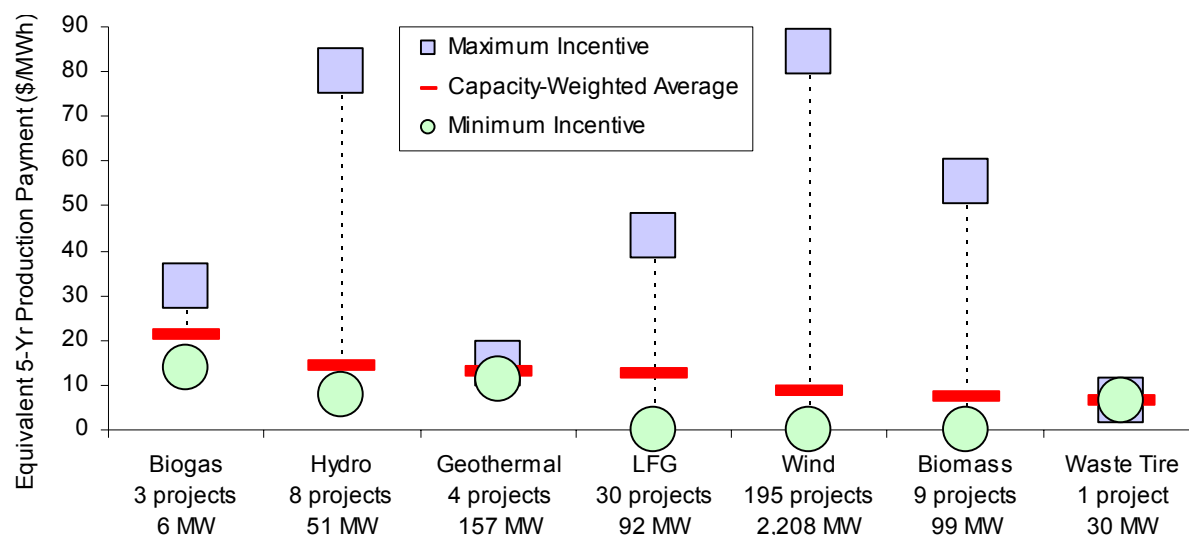 Equivalent 5-Yr Production Payment ($/MWh)
90
80
70
60
50
40
30
20
10
0
Maximum Incentive
Capacity-Weighted Average
Minimum Incentive
Biogas
3 projects
6 MW
Hydro
8 projects
51 MW
Geothermal
4 projects
157 MW
LFG
30 projects
92 MW
Wind
195 projects
2,208 MW
Biomass
9 projects
99 MW
Waste Tire
1 project
30 MW